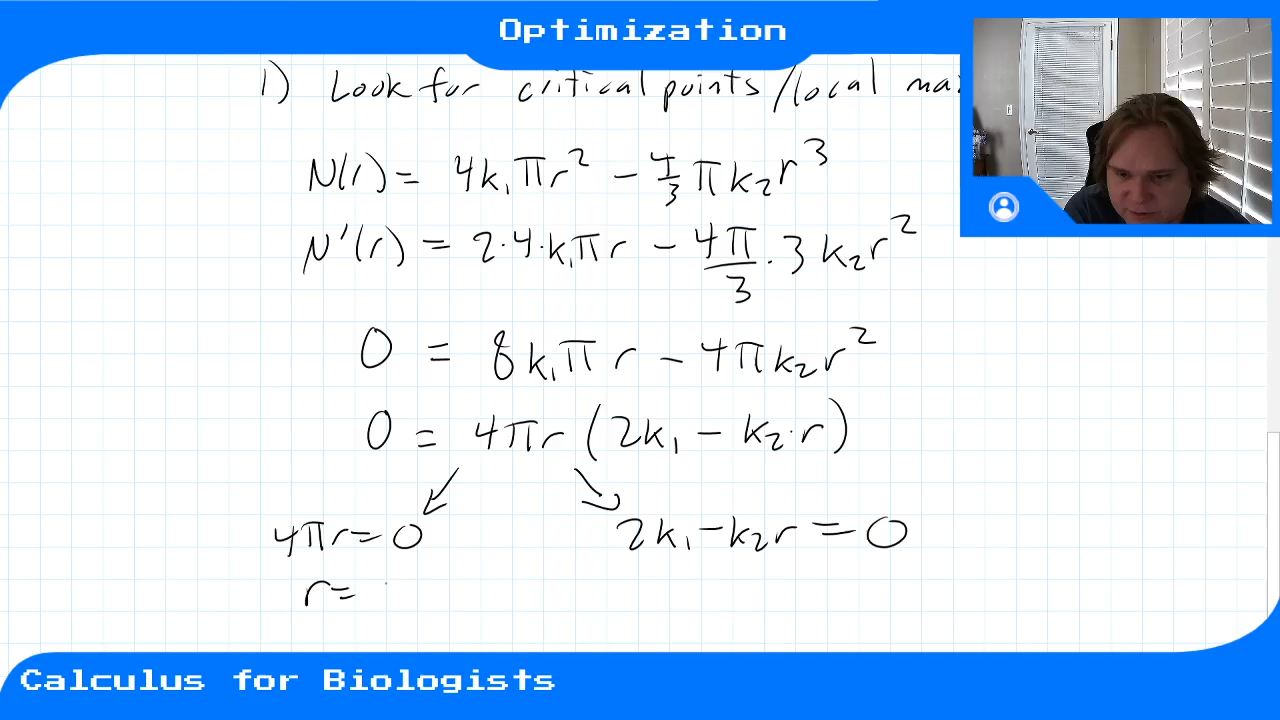 Optimization
1) Look for critical points/local
N(r) = 4k₁πr² - 4/3 πk₂r³
N'(r) = 2·4·k₁πr - 4π/3 · 3k₂r²
0 = 8k₁πr - 4πk₂r²
0 = 4πr (2k₁ - k₂·r)
4πr=0 2k₁-k₂r=0
r=
Calculus for Biologists